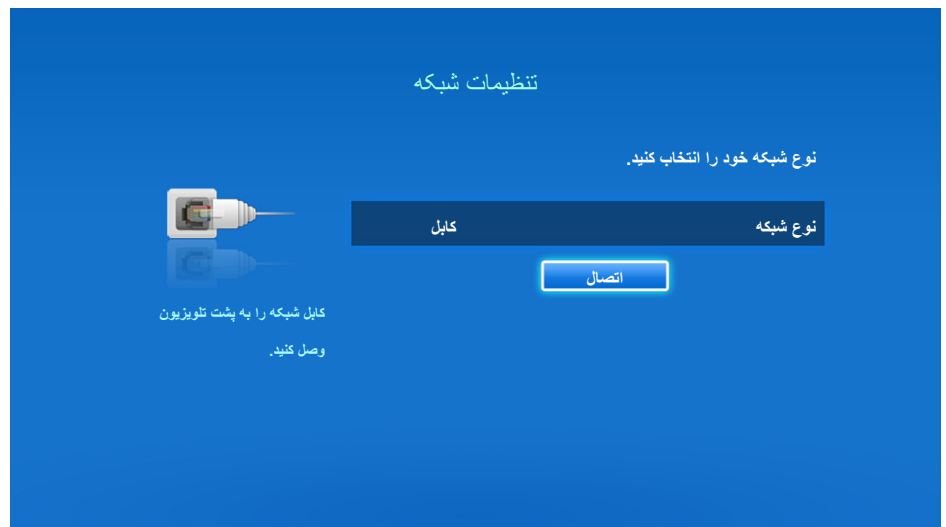 تنظیمات شبکه
نوع شبکه خود را انتخاب کنید.
نوع شبکه کابل
اتصال
کابل شبکه را به پشت تلویزیون
وصل کنید.